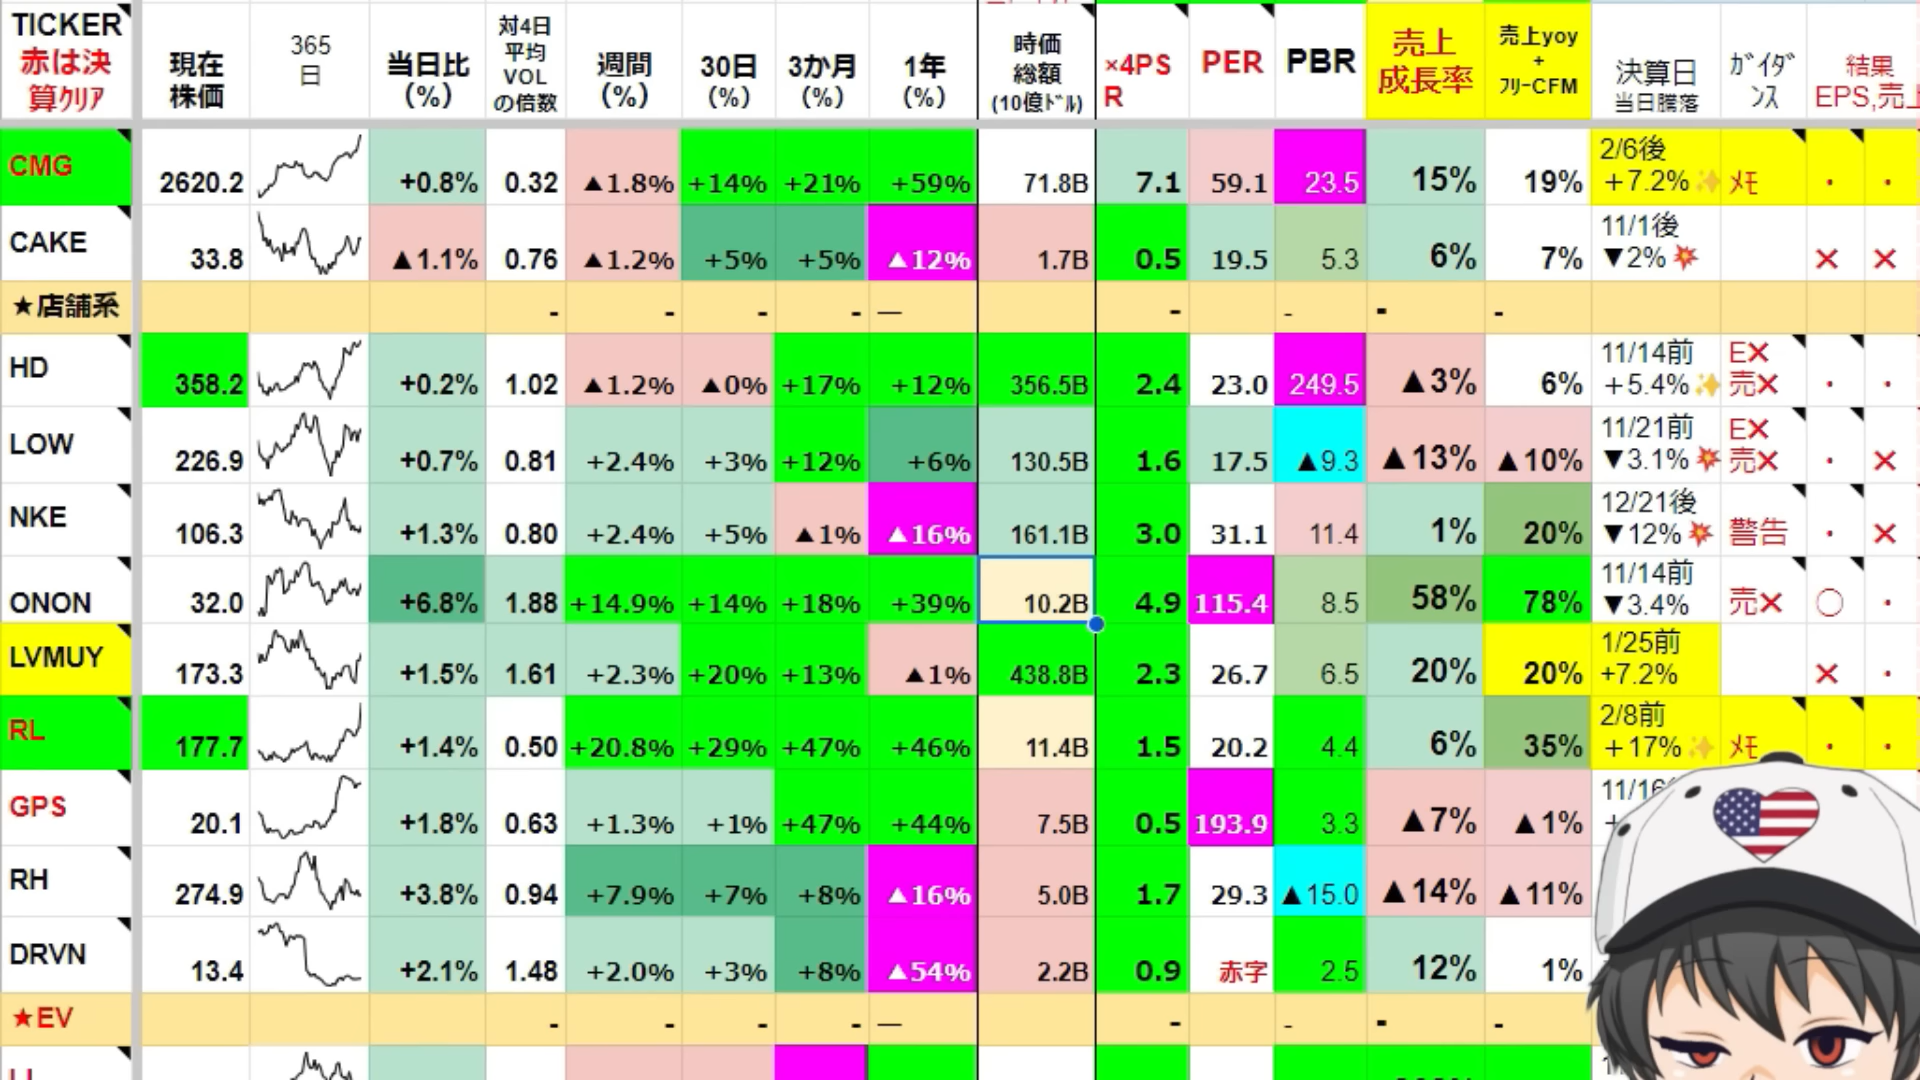 TICKER
赤は決
算ｸﾘｱ
現在
株価
365
日
当日比
(%)
対4日
平均
VOL
の倍数
週間
(%)
30日
(%)
3か月
(%)
1年
(%)
時価
総額
(10億ﾄﾞﾙ)
×4PS
R
PER
PBR
売上
成長率
売上yoy
+
ﾌﾘｰCFM
決算日
当日騰落
ｶﾞｲﾀﾞ
ﾝｽ
結果
EPS,売上
CMG 2620.2 +0.8% 0.32 ▲1.8% +14% +21% +59% 71.8B 7.1 59.1 23.5 15% 19% 2/6後 +7.2%✨ ﾒﾓ ・ ・
CAKE 33.8 ▲1.1% 0.76 ▲1.2% +5% +5% ▲12% 1.7B 0.5 19.5 5.3 6% 7% 11/1後 ▼2%💥 × ×
★店舗系 - - - - — - - - -
HD 358.2 +0.2% 1.02 ▲1.2% ▲0% +17% +12% 356.5B 2.4 23.0 249.5 ▲3% 6% 11/14前 +5.4%✨ E× 売× ・ ・
LOW 226.9 +0.7% 0.81 +2.4% +3% +12% +6% 130.5B 1.6 17.5 ▲9.3 ▲13% ▲10% 11/21前 ▼3.1%💥 E× 売× ・ ×
NKE 106.3 +1.3% 0.80 +2.4% +5% ▲1% ▲16% 161.1B 3.0 31.1 11.4 1% 20% 12/21後 ▼12%💥 警告 ・ ×
ONON 32.0 +6.8% 1.88 +14.9% +14% +18% +39% 10.2B 4.9 115.4 8.5 58% 78% 11/14前 ▼3.4% 売× ○ ・
LVMUY 173.3 +1.5% 1.61 +2.3% +20% +13% ▲1% 438.8B 2.3 26.7 6.5 20% 20% 1/25前 +7.2% × ・
RL 177.7 +1.4% 0.50 +20.8% +29% +47% +46% 11.4B 1.5 20.2 4.4 6% 35% 2/8前 +17%✨ ﾒﾓ ・ ・
GPS 20.1 +1.8% 0.63 +1.3% +1% +47% +44% 7.5B 0.5 193.9 3.3 ▲7% ▲1%
RH 274.9 +3.8% 0.94 +7.9% +7% +8% ▲16% 5.0B 1.7 29.3 ▲15.0 ▲14% ▲11%
DRVN 13.4 +2.1% 1.48 +2.0% +3% +8% ▲54% 2.2B 0.9 赤字 2.5 12% 1%
★EV - - - - — - - - -